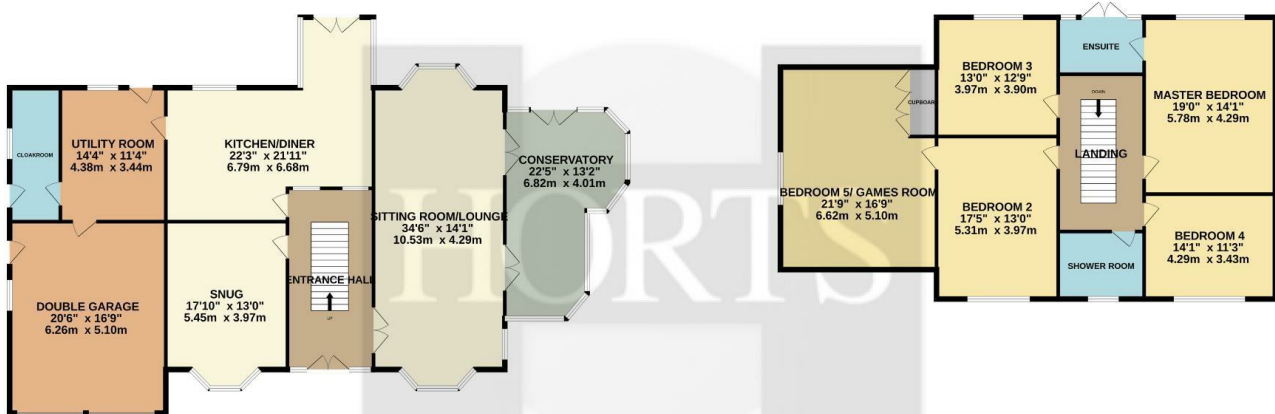 CLOAKROOM
UTILITY ROOM
14'4" x 11'4"
4.38m x 3.44m
KITCHEN/DINER
22'3" x 21'11"
6.79m x 6.68m
CONSERVATORY
22'5" x 13'2"
6.82m x 4.01m
SITTING ROOM/LOUNGE
34'6" x 14'1"
10.53m x 4.29m
ENTRANCE HALL
UP
SNUG
17'10" x 13'0"
5.45m x 3.97m
DOUBLE GARAGE
20'6" x 16'9"
6.26m x 5.10m
HORTS
ENSUITE
BEDROOM 3
13'0" x 12'9"
3.97m x 3.90m
CUPBOARD
DOWN
MASTER BEDROOM
19'0" x 14'1"
5.78m x 4.29m
LANDING
BEDROOM 5/ GAMES ROOM
21'9" x 16'9"
6.62m x 5.10m
BEDROOM 2
17'5" x 13'0"
5.31m x 3.97m
BEDROOM 4
14'1" x 11'3"
4.29m x 3.43m
SHOWER ROOM